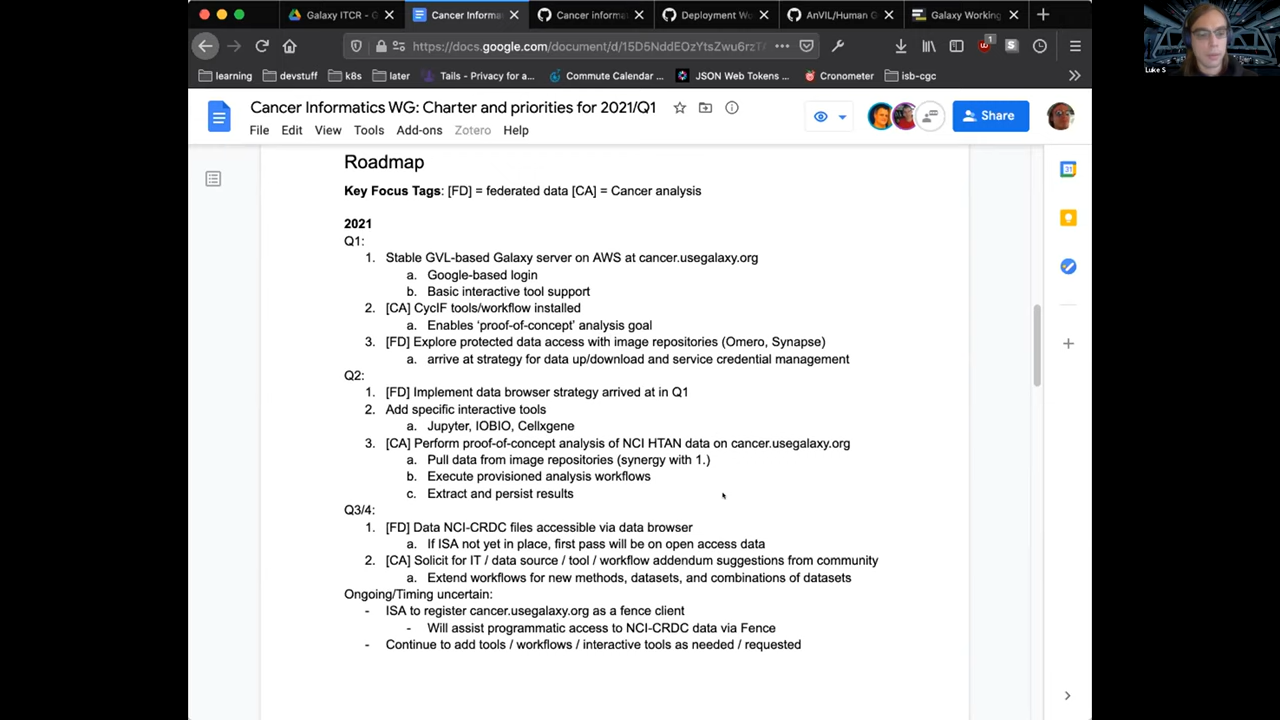 Galaxy ITCR - G
Cancer Informa
Cancer informat
Deployment Wo
AnVIL/Human G
Galaxy Working
https://docs.google.com/document/d/15D5NddEOzYtsZwu6rzT
1
learning
devstuff
k8s
later
Tails - Privacy for a...
Commute Calendar ...
JSON Web Tokens ...
Cronometer
isb-cgc
Luke S
Cancer Informatics WG: Charter and priorities for 2021/Q1
File Edit View Tools Add-ons Zotero Help
Share
31
Roadmap
Key Focus Tags: [FD] = federated data [CA] = Cancer analysis
2021
Q1:
1. Stable GVL-based Galaxy server on AWS at cancer.usegalaxy.org
a. Google-based login
b. Basic interactive tool support
2. [CA] CycIF tools/workflow installed
a. Enables ‘proof-of-concept’ analysis goal
3. [FD] Explore protected data access with image repositories (Omero, Synapse)
a. arrive at strategy for data up/download and service credential management
Q2:
1. [FD] Implement data browser strategy arrived at in Q1
2. Add specific interactive tools
a. Jupyter, IOBIO, Cellxgene
3. [CA] Perform proof-of-concept analysis of NCI HTAN data on cancer.usegalaxy.org
a. Pull data from image repositories (synergy with 1.)
b. Execute provisioned analysis workflows
c. Extract and persist results
Q3/4:
1. [FD] Data NCI-CRDC files accessible via data browser
a. If ISA not yet in place, first pass will be on open access data
2. [CA] Solicit for IT / data source / tool / workflow addendum suggestions from community
a. Extend workflows for new methods, datasets, and combinations of datasets
Ongoing/Timing uncertain:
- ISA to register cancer.usegalaxy.org as a fence client
- Will assist programmatic access to NCI-CRDC data via Fence
- Continue to add tools / workflows / interactive tools as needed / requested